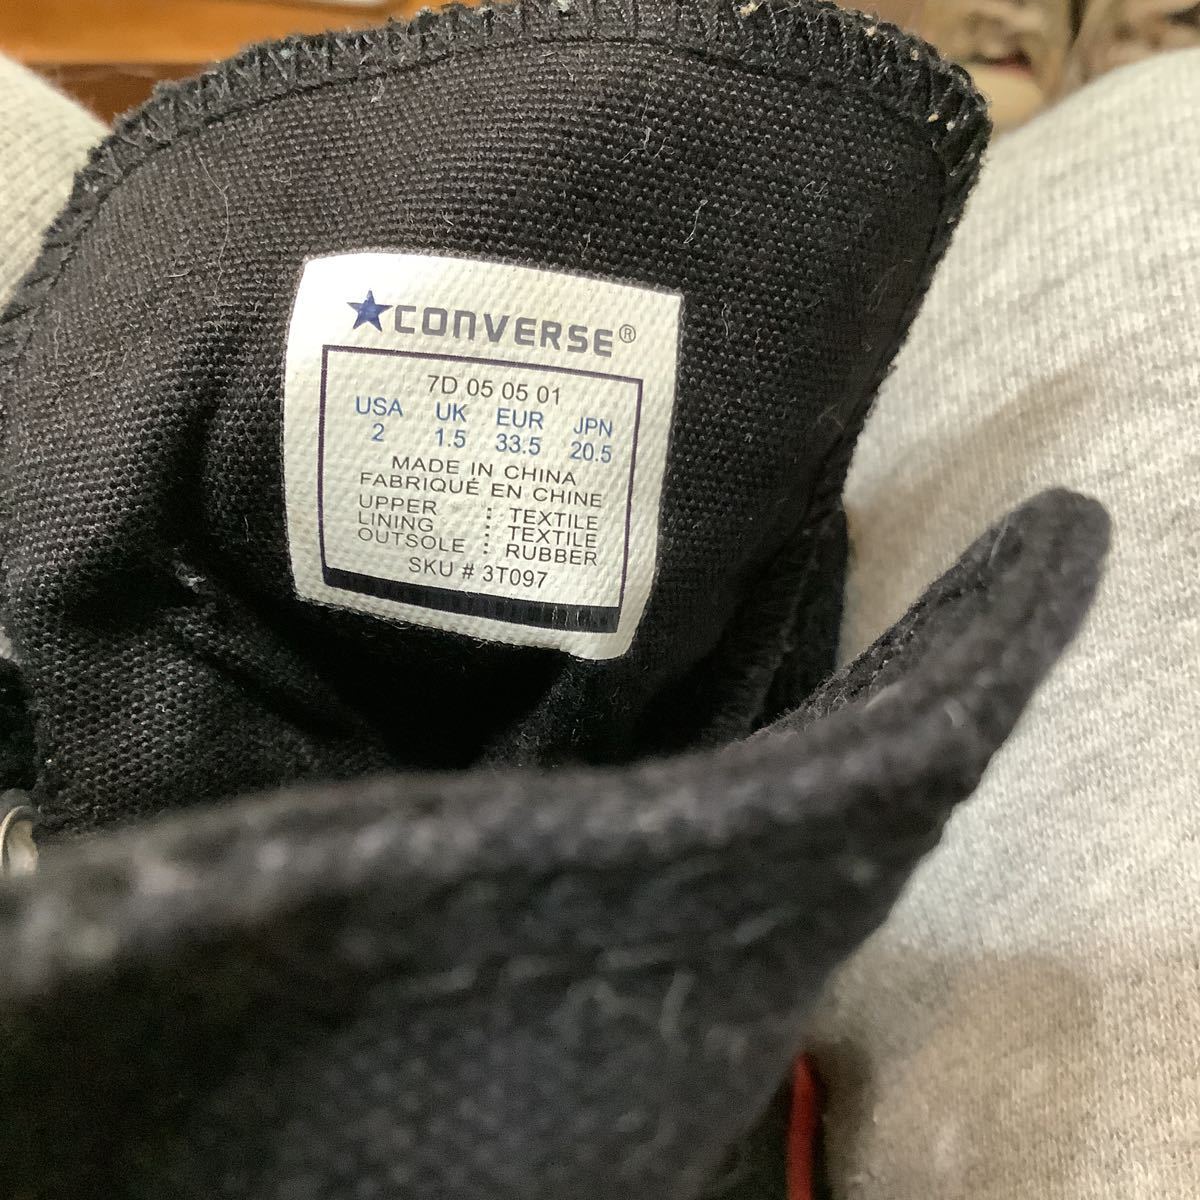 ★CONVERSE®
7D 05 05 01
USA UK EUR JPN
2 1.5 33.5 20.5
MADE IN CHINA
FABRIQUÉ EN CHINE
UPPER : TEXTILE
LINING : TEXTILE
OUTSOLE : RUBBER
SKU # 3T097